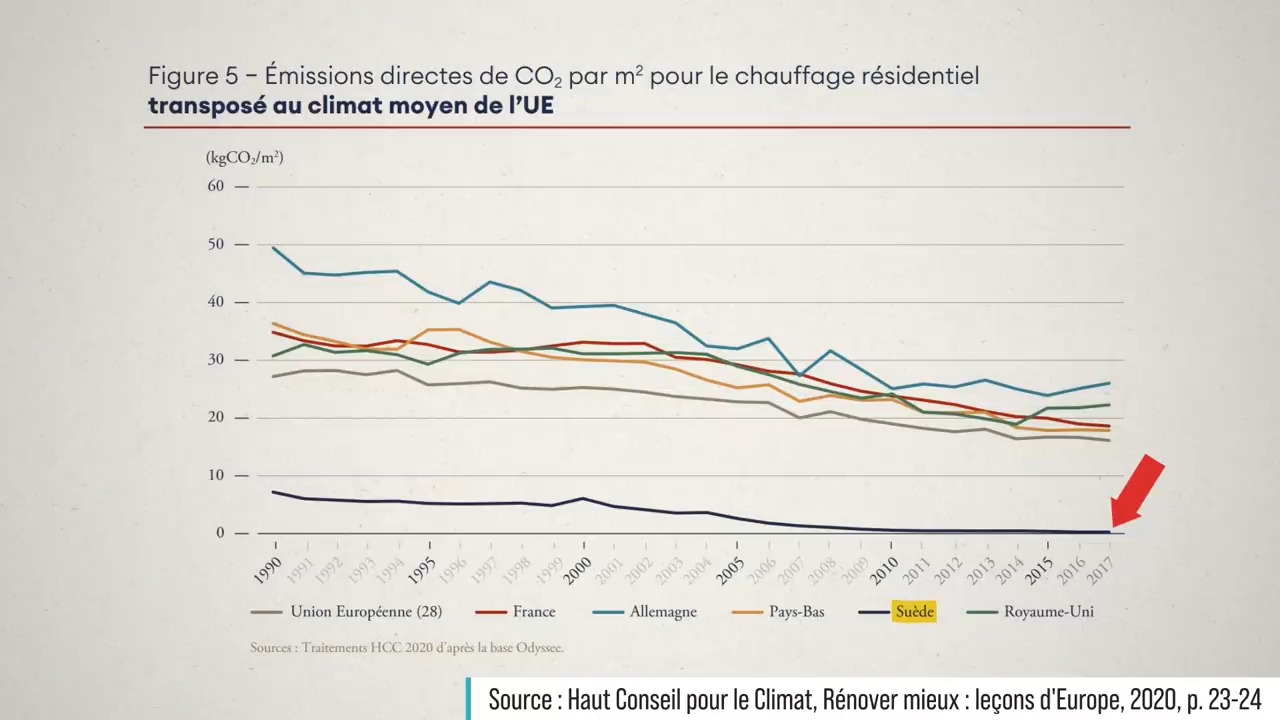 Figure 5 – Émissions directes de CO₂ par m² pour le chauffage résidentiel
transposé au climat moyen de l'UE
(kgCO₂/m²)
60
50
40
30
20
10
0
1990 1991 1992 1993 1994 1995 1996 1997 1998 1999 2000 2001 2002 2003 2004 2005 2006 2007 2008 2009 2010 2011 2012 2013 2014 2015 2016 2017
Union Européenne (28) France Allemagne Pays-Bas Suède Royaume-Uni
Sources : Traitements HCC 2020 d'après la base Odyssee.
Source : Haut Conseil pour le Climat, Rénover mieux : leçons d'Europe, 2020, p. 23-24